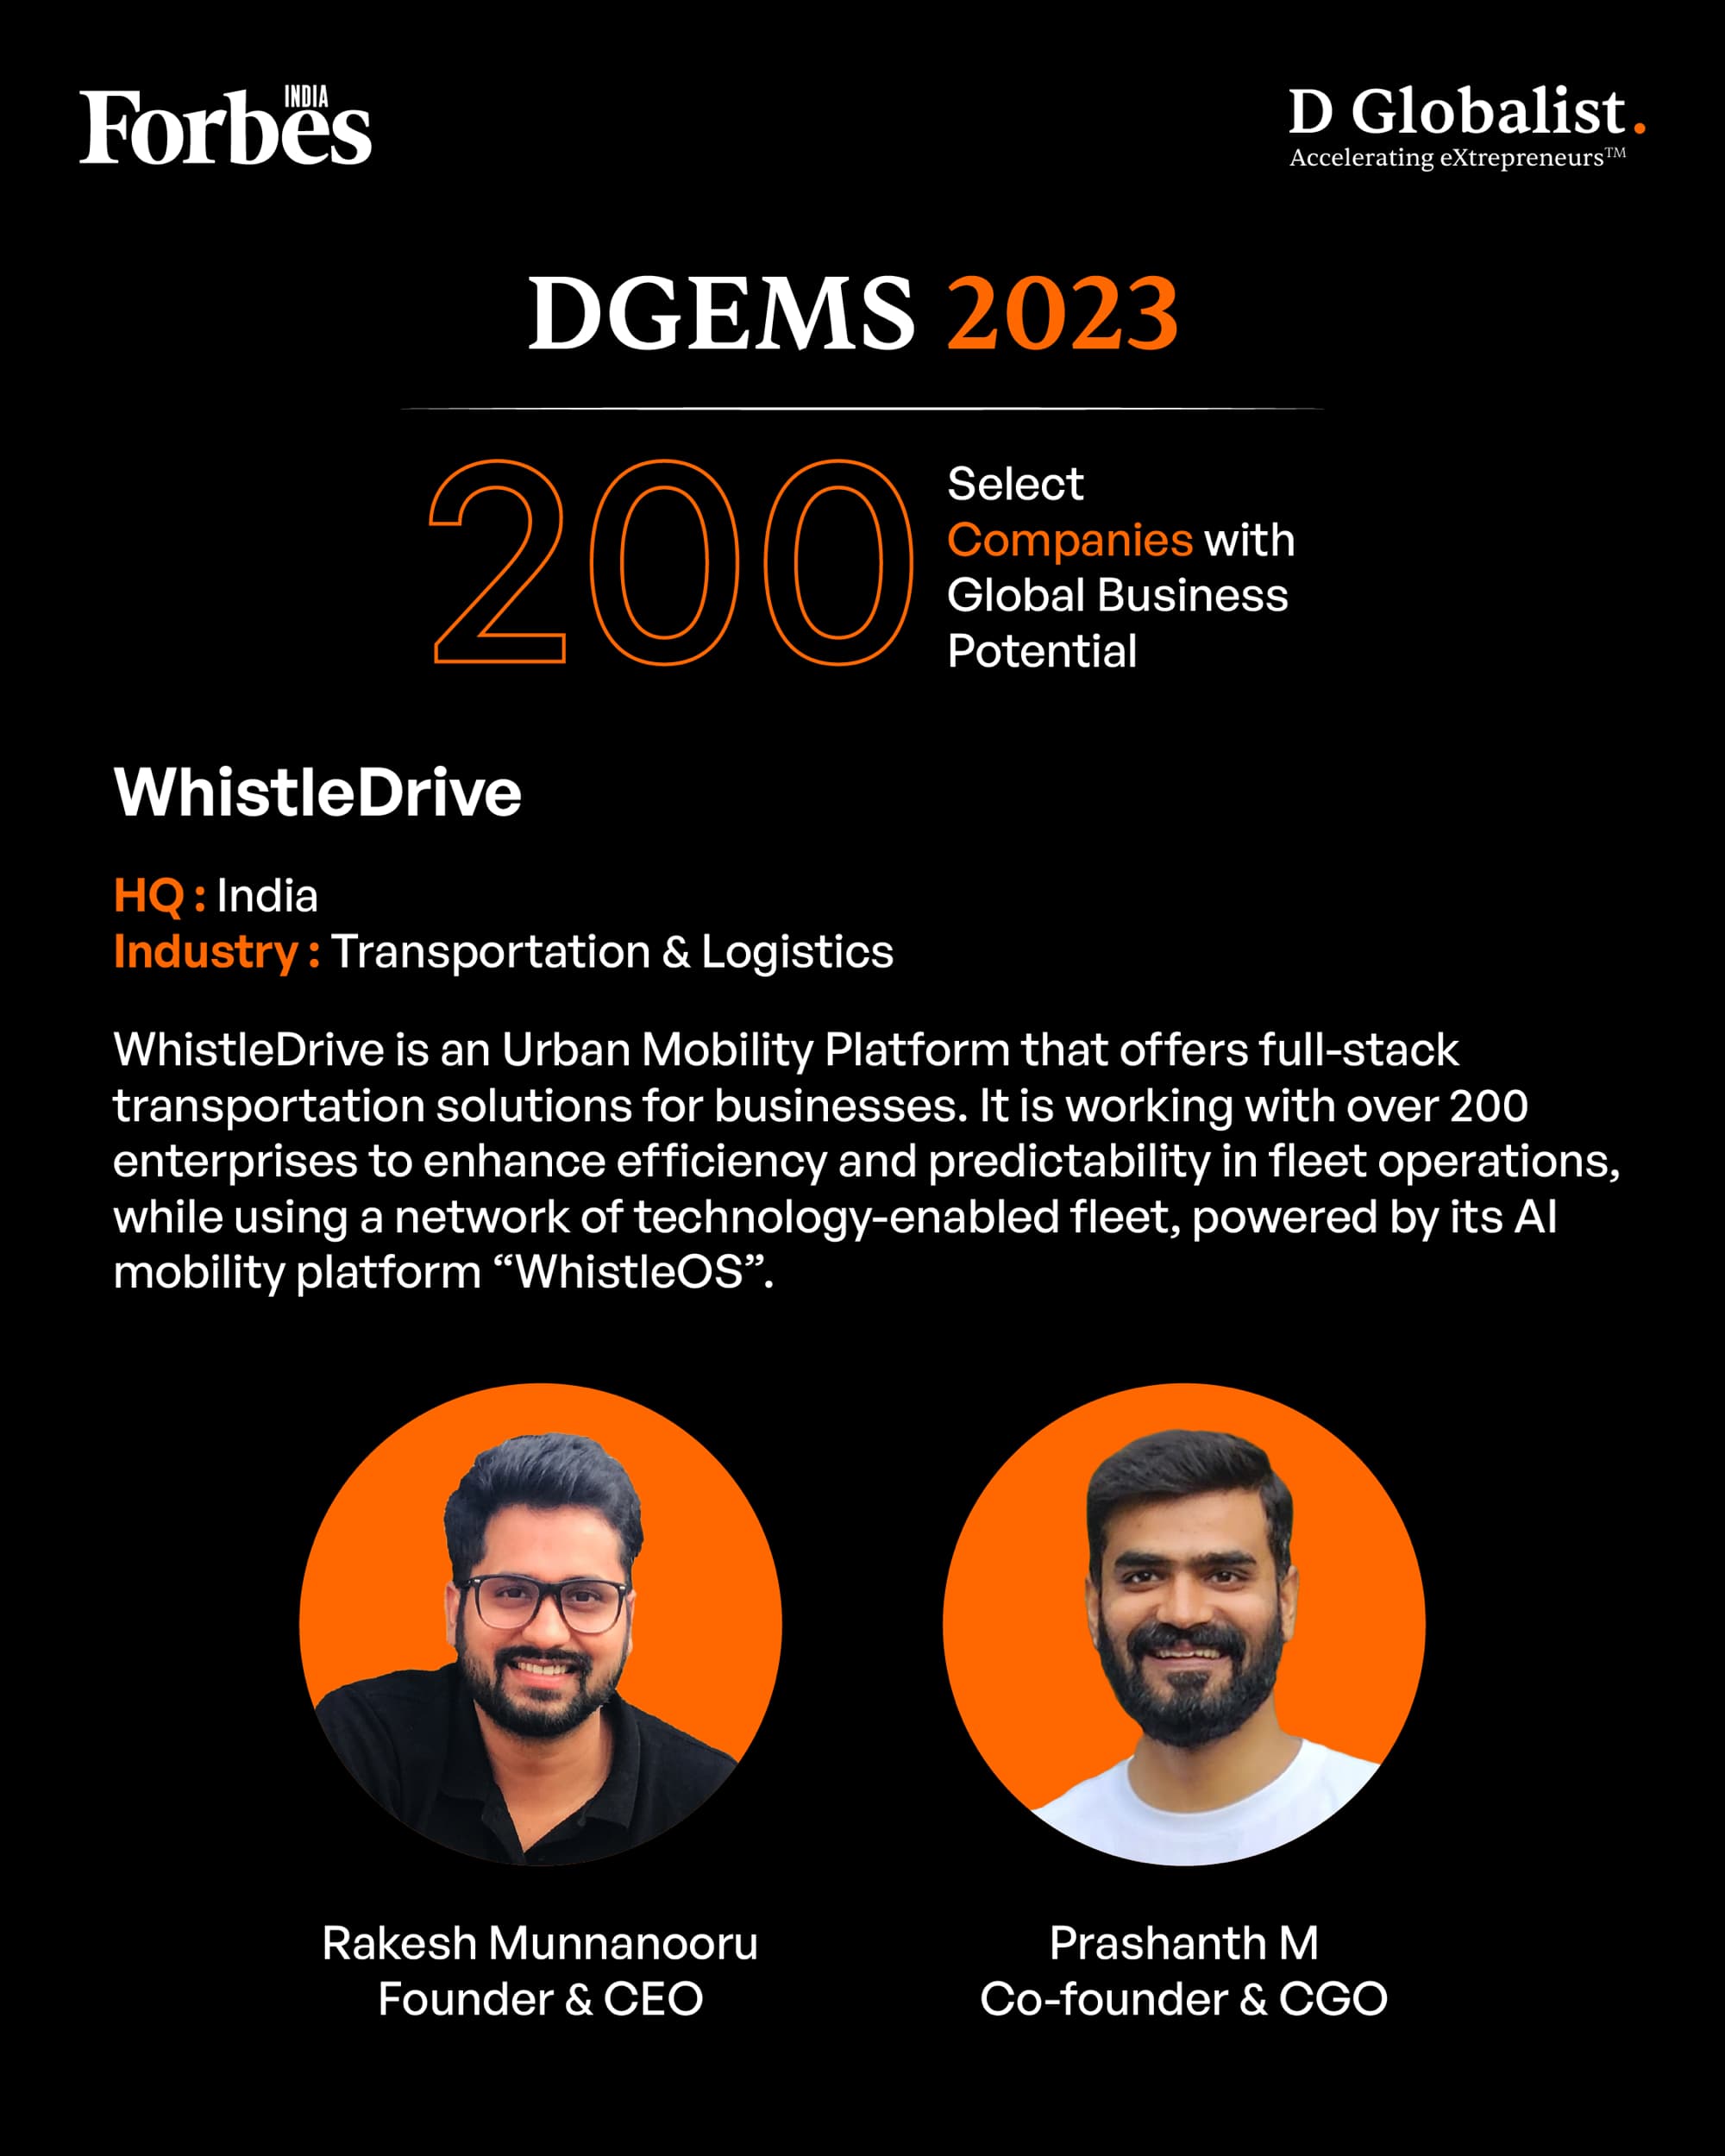 Forbes
INDIA
D Globalist.
Accelerating eXtrepreneurs™
DGEMS 2023
200
Select
Companies with
Global Business
Potential
WhistleDrive
HQ : India
Industry : Transportation & Logistics
WhistleDrive is an Urban Mobility Platform that offers full-stack
transportation solutions for businesses. It is working with over 200
enterprises to enhance efficiency and predictability in fleet operations,
while using a network of technology-enabled fleet, powered by its AI
mobility platform “WhistleOS”.
Rakesh Munnanooru
Founder & CEO
Prashanth M
Co-founder & CGO